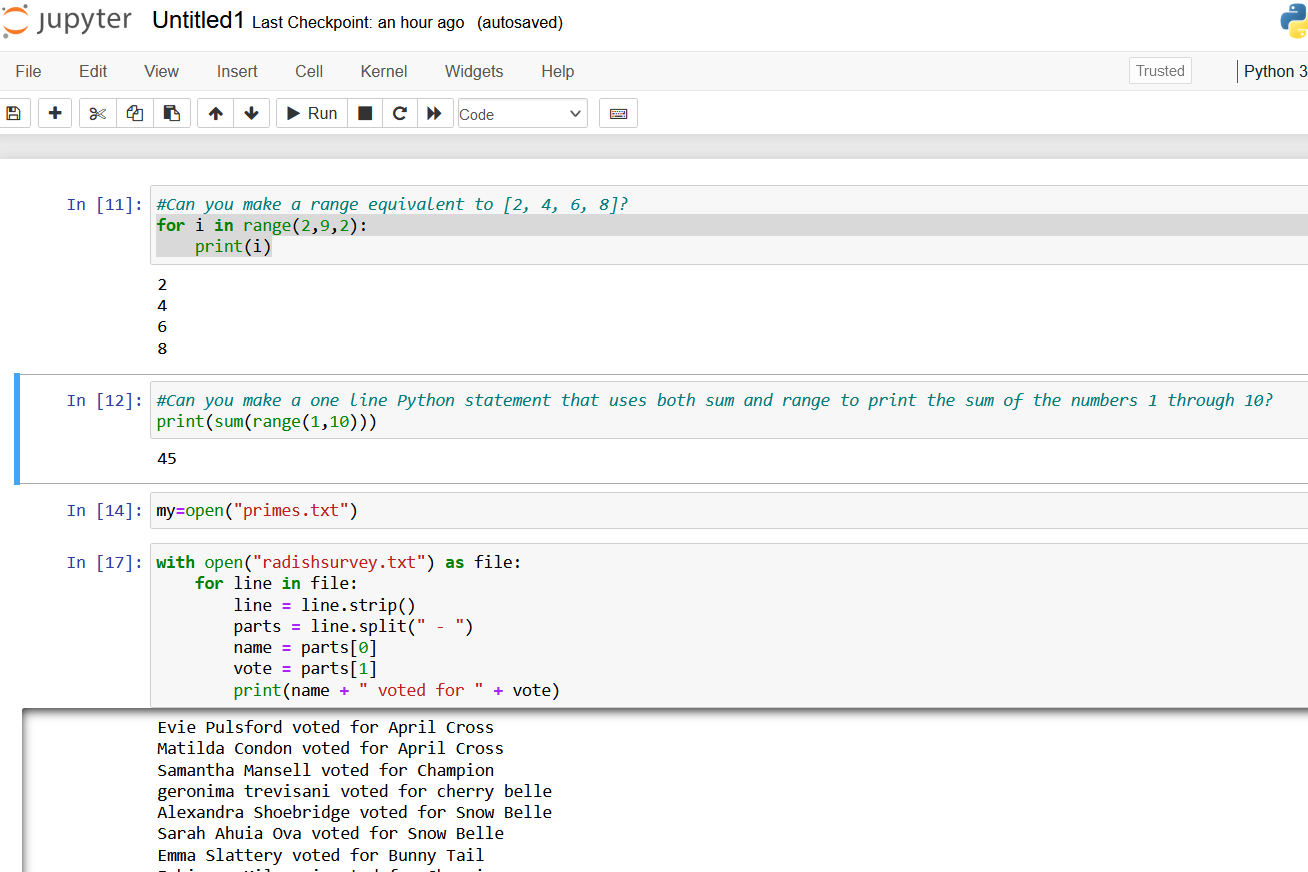 jupyter Untitled1 Last Checkpoint: an hour ago (autosaved)
File Edit View Insert Cell Kernel Widgets Help Trusted Python 3
Run Code
In [11]: #Can you make a range equivalent to [2, 4, 6, 8]?
for i in range(2,9,2):
    print(i)
2
4
6
8
In [12]: #Can you make a one line Python statement that uses both sum and range to print the sum of the numbers 1 through 10?
print(sum(range(1,10)))
45
In [14]: my=open("primes.txt")
In [17]: with open("radishsurvey.txt") as file:
    for line in file:
        line = line.strip()
        parts = line.split(" - ")
        name = parts[0]
        vote = parts[1]
        print(name + " voted for " + vote)
Evie Pulsford voted for April Cross
Matilda Condon voted for April Cross
Samantha Mansell voted for Champion
geronima trevisani voted for cherry belle
Alexandra Shoebridge voted for Snow Belle
Sarah Ahuia Ova voted for Snow Belle
Emma Slattery voted for Bunny Tail